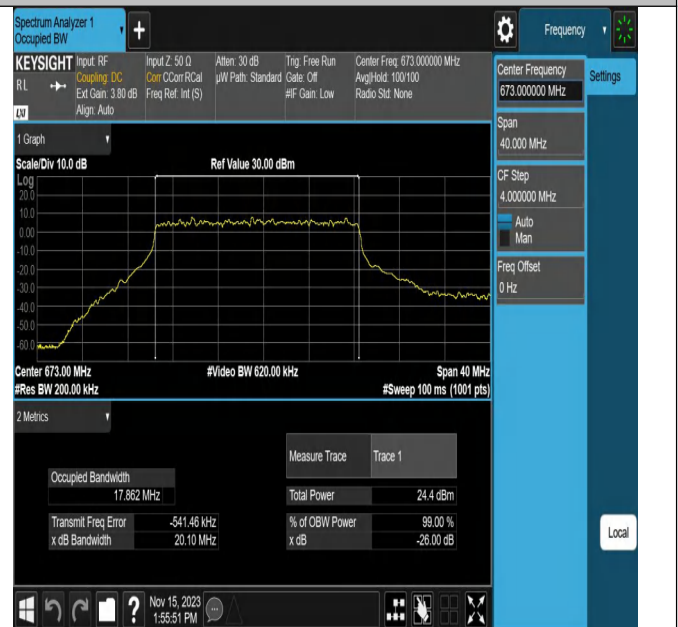 Spectrum Analyzer 1
Occupied BW
+
Frequency
KEYSIGHT
RL
LXI
Input: RF
Coupling: DC
Ext Gain: 3.80 dB
Align: Auto
Input Z: 50 Ω
Corr CCorr RCal
Freq Ref: Int (S)
Atten: 30 dB
µW Path: Standard
Trig: Free Run
Gate: Off
#IF Gain: Low
Center Freq: 673.000000 MHz
Avg|Hold: 100/100
Radio Std: None
Center Frequency
673.000000 MHz
Settings
Span
40.000 MHz
CF Step
4.000000 MHz
Auto
Man
Freq Offset
0 Hz
1 Graph
Scale/Div 10.0 dB
Ref Value 30.00 dBm
Log
20.0
10.0
0.00
-10.0
-20.0
-30.0
-40.0
-50.0
-60.0
Center 673.00 MHz
#Video BW 620.00 kHz
Span 40 MHz
#Res BW 200.00 kHz
#Sweep 100 ms (1001 pts)
2 Metrics
Measure Trace
Trace 1
Occupied Bandwidth
17.862 MHz
Total Power
24.4 dBm
Transmit Freq Error
-541.46 kHz
% of OBW Power
99.00 %
x dB Bandwidth
20.10 MHz
x dB
-26.00 dB
Local
?
Nov 15, 2023
1:55:51 PM